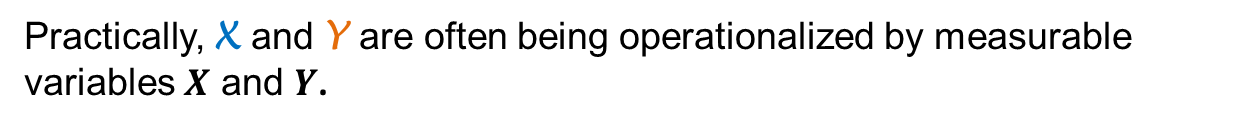 Practically, X and Y are often being operationalized by measurable
variables X and Y.